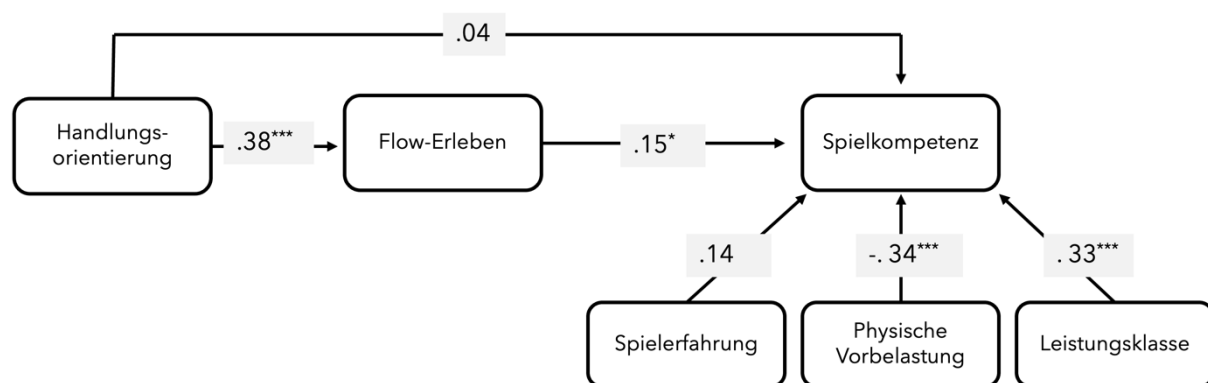 .04
Handlungs-
orientierung
.38***
Flow-Erleben
.15*
Spielkompetenz
.14
-. 34***
. 33***
Spielerfahrung
Physische
Vorbelastung
Leistungsklasse